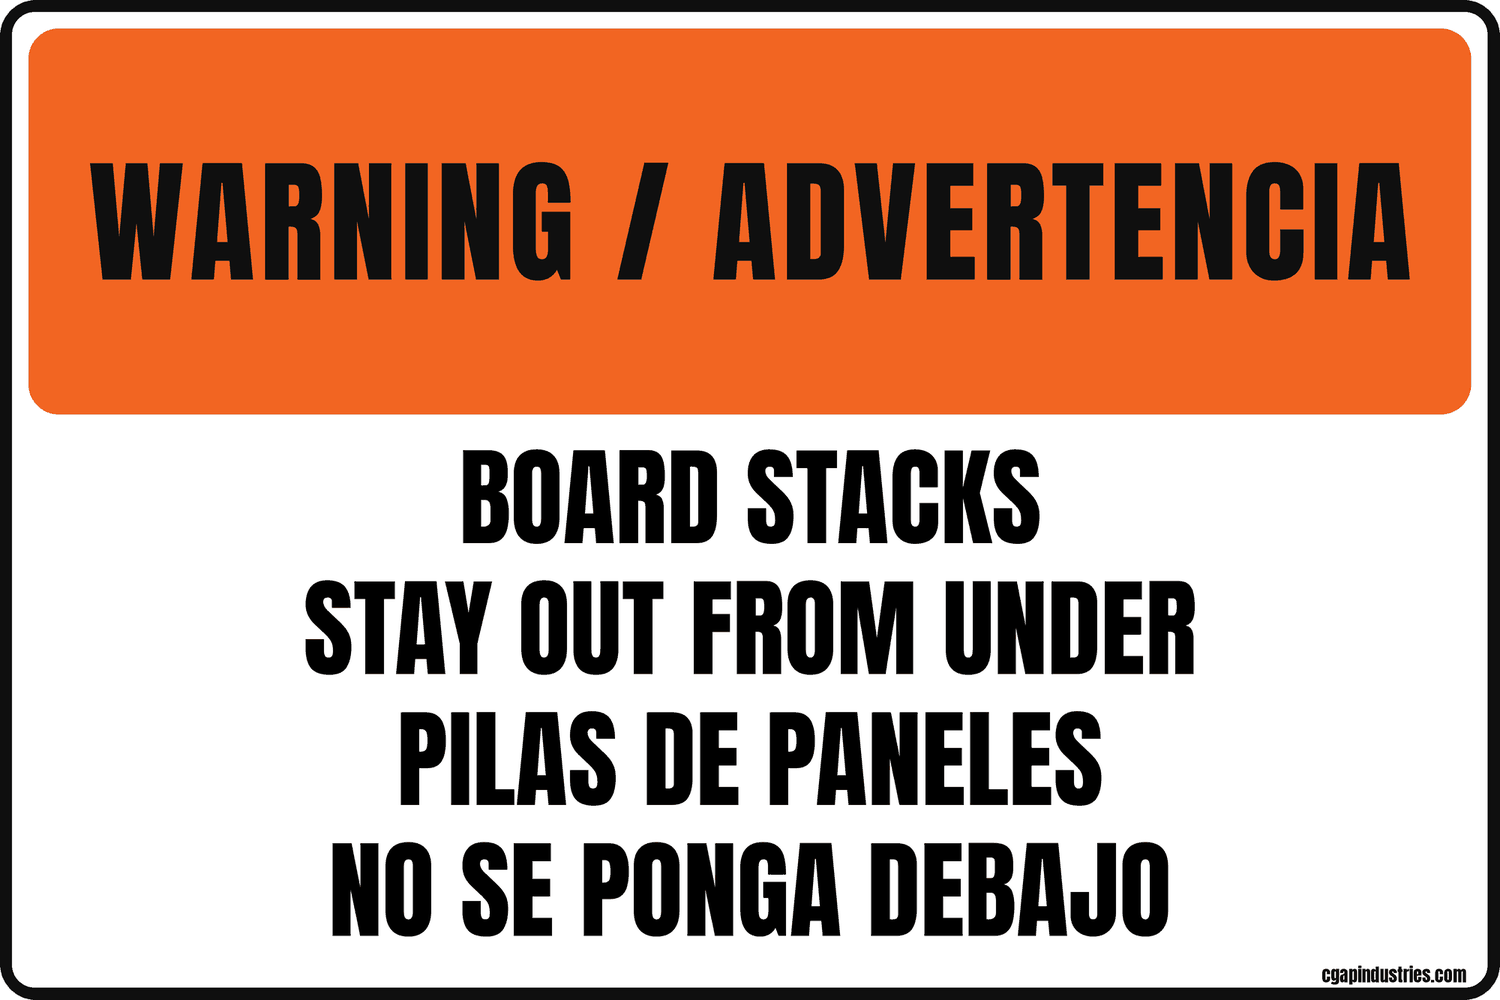 WARNING / ADVERTENCIA
BOARD STACKS
STAY OUT FROM UNDER
PILAS DE PANELES
NO SE PONGA DEBAJO
cgapindustries.com